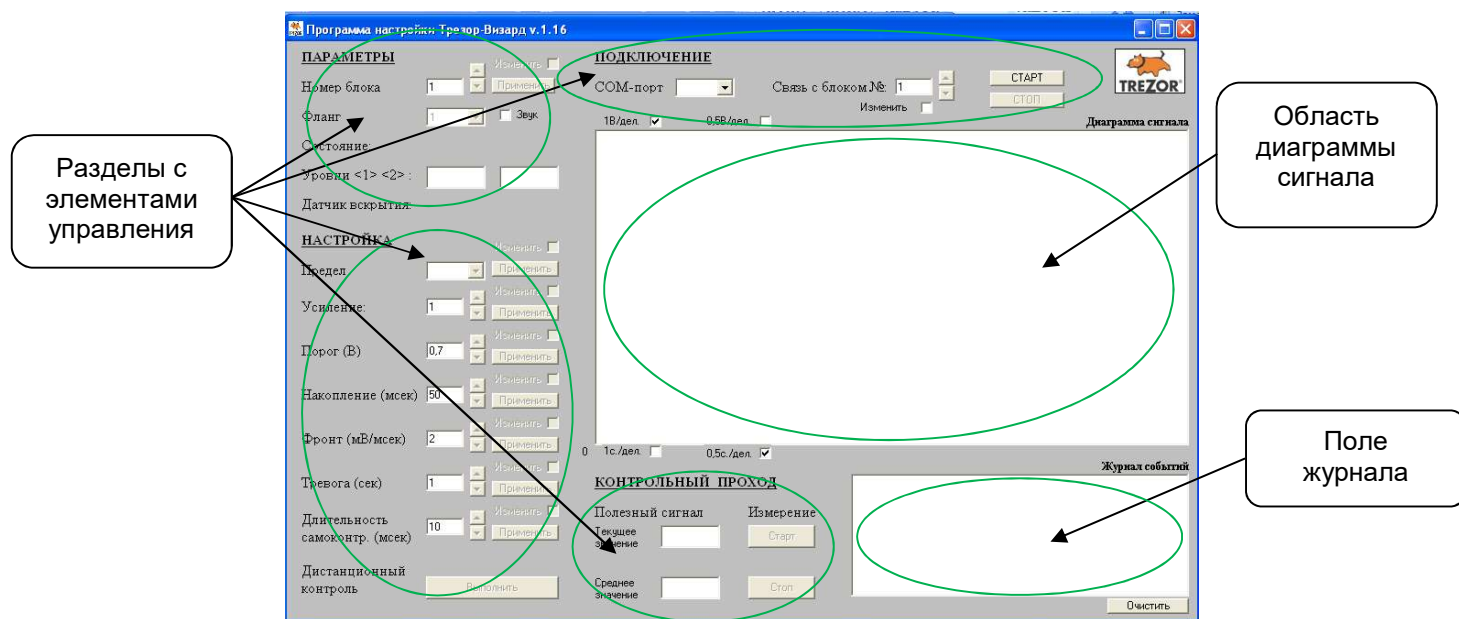 Программа настройки Трезор-Визард v.1.16
ПАРАМЕТРЫ
Изменить
Номер блока 1 Применить
Фланг 1 Звук
Состояние:
Уровни <1> <2> :
Датчик вскрытия:
НАСТРОЙКА
Изменить
Предел Применить
Изменить
Усиление: 1 Применить
Изменить
Порог (В) 0,7 Применить
Изменить
Накопление (мсек) 50 Применить
Изменить
Фронт (мВ/мсек) 2 Применить
Изменить
Тревога (сек) 1 Применить
Изменить
Длительность
самоконтр. (мсек) 10 Применить
Дистанционный
контроль Выполнить
ПОДКЛЮЧЕНИЕ
COM-порт Связь с блоком №: 1 СТАРТ
Изменить СТОП
TREZOR®
1В/дел. 0,5В/дел. Диаграмма сигнала
0 1с./дел. 0,5с./дел.
КОНТРОЛЬНЫЙ ПРОХОД
Полезный сигнал Измерение
Текущее
значение Старт
Среднее
значение Стоп
Журнал событий
Очистить
Разделы с
элементами
управления
Область
диаграммы
сигнала
Поле
журнала